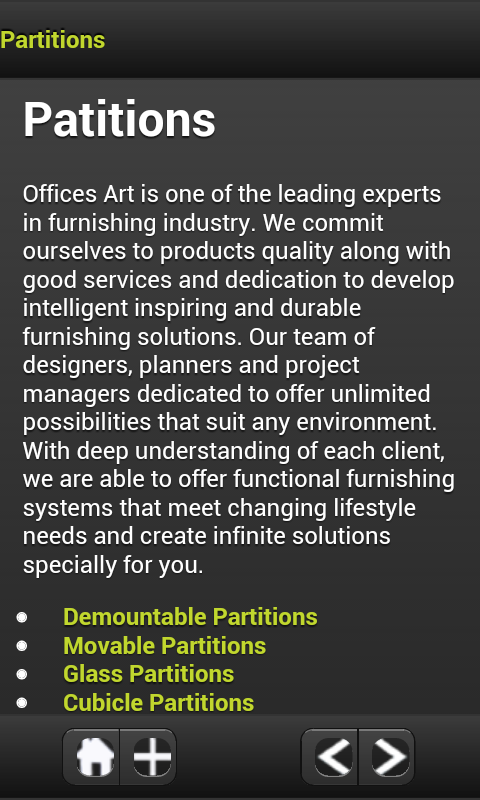 Partitions
Patitions
Offices Art is one of the leading experts
in furnishing industry. We commit
ourselves to products quality along with
good services and dedication to develop
intelligent inspiring and durable
furnishing solutions. Our team of
designers, planners and project
managers dedicated to offer unlimited
possibilities that suit any environment.
With deep understanding of each client,
we are able to offer functional furnishing
systems that meet changing lifestyle
needs and create infinite solutions
specially for you.
Demountable Partitions
Movable Partitions
Glass Partitions
Cubicle Partitions